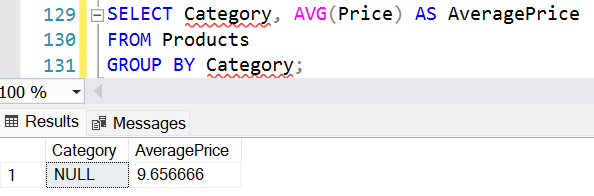 129 SELECT Category, AVG(Price) AS AveragePrice
130 FROM Products
131 GROUP BY Category;
100 %
Results Messages
Category AveragePrice
1 NULL 9.656666